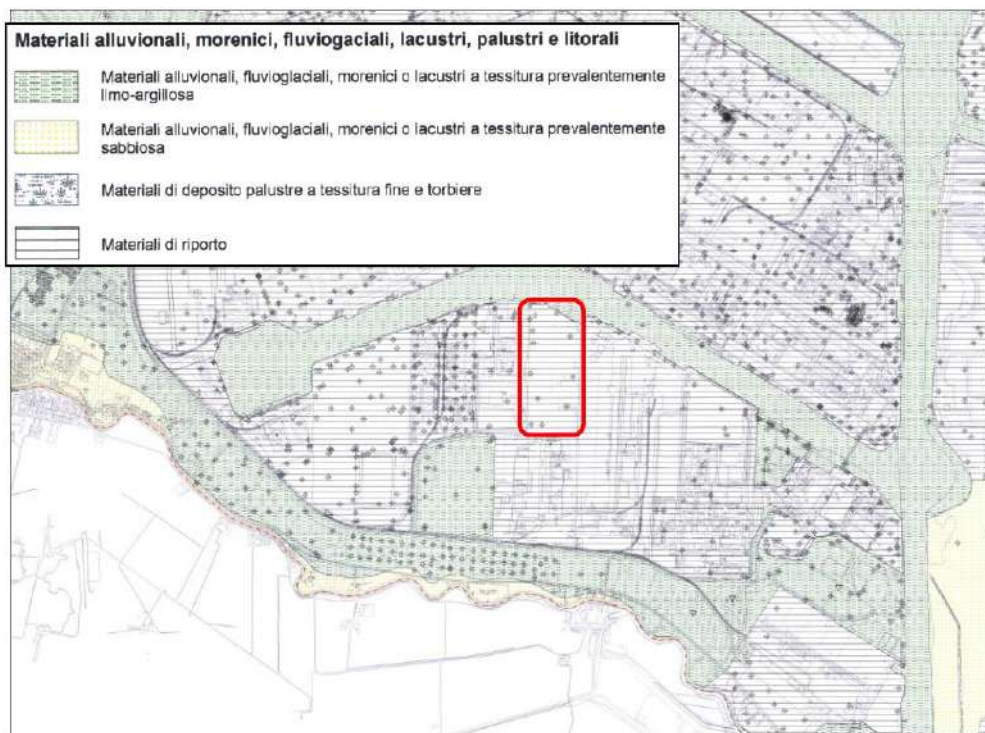 Materiali alluvionali, morenici, fluviogaciali, lacustri, palustri e litorali
Materiali alluvionali, fluvioglaciali, morenici o lacustri a tessitura prevalentemente
limo-argillosa
Materiali alluvionali, fluvioglaciali, morenici o lacustri a tessitura prevalentemente
sabbiosa
Materiali di deposito palustre a tessitura fine e torbiere
Materiali di riporto